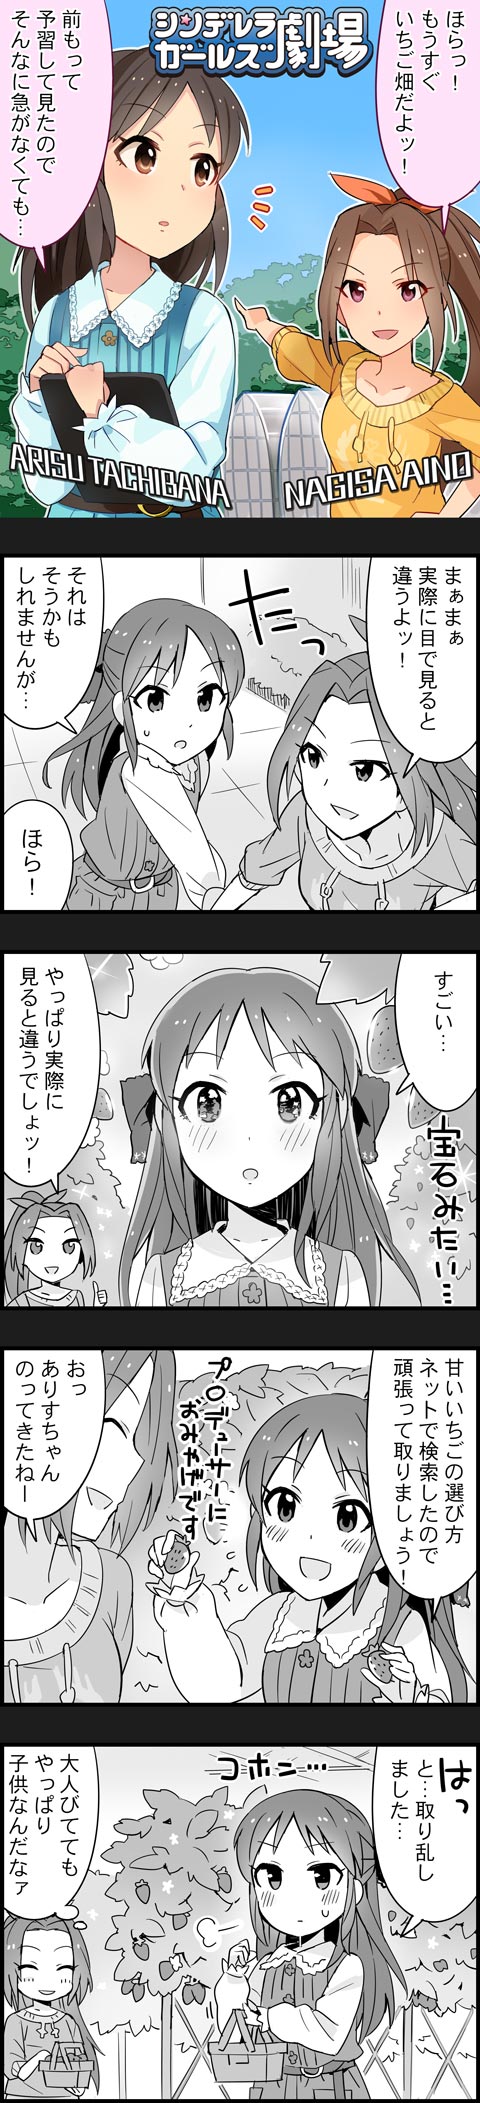 シンデレラ
ガールズ劇場
ほらっ！
もうすぐ
いちご畑だよッ！
前もって
予習して見たので
そんなに急がなくても…
ARISU TACHIBANA
NAGISA AINO
まぁまぁ
実際に目で見ると
違うよッ！
たっ
それは
そうかも
しれませんが…
ほら！
すごい…
実るみたい…
やっぱり実際に
見ると違うでしょッ！
甘いいちごの選び方
ネットで検索したので
頑張って取りましょう！
プロデューサーに
おみやげです
おっ
ありすちゃん
のってきたねー
はっ
と…取り乱し
ました…
コホン…
大人びてても
やっぱり
子供なんだなァ